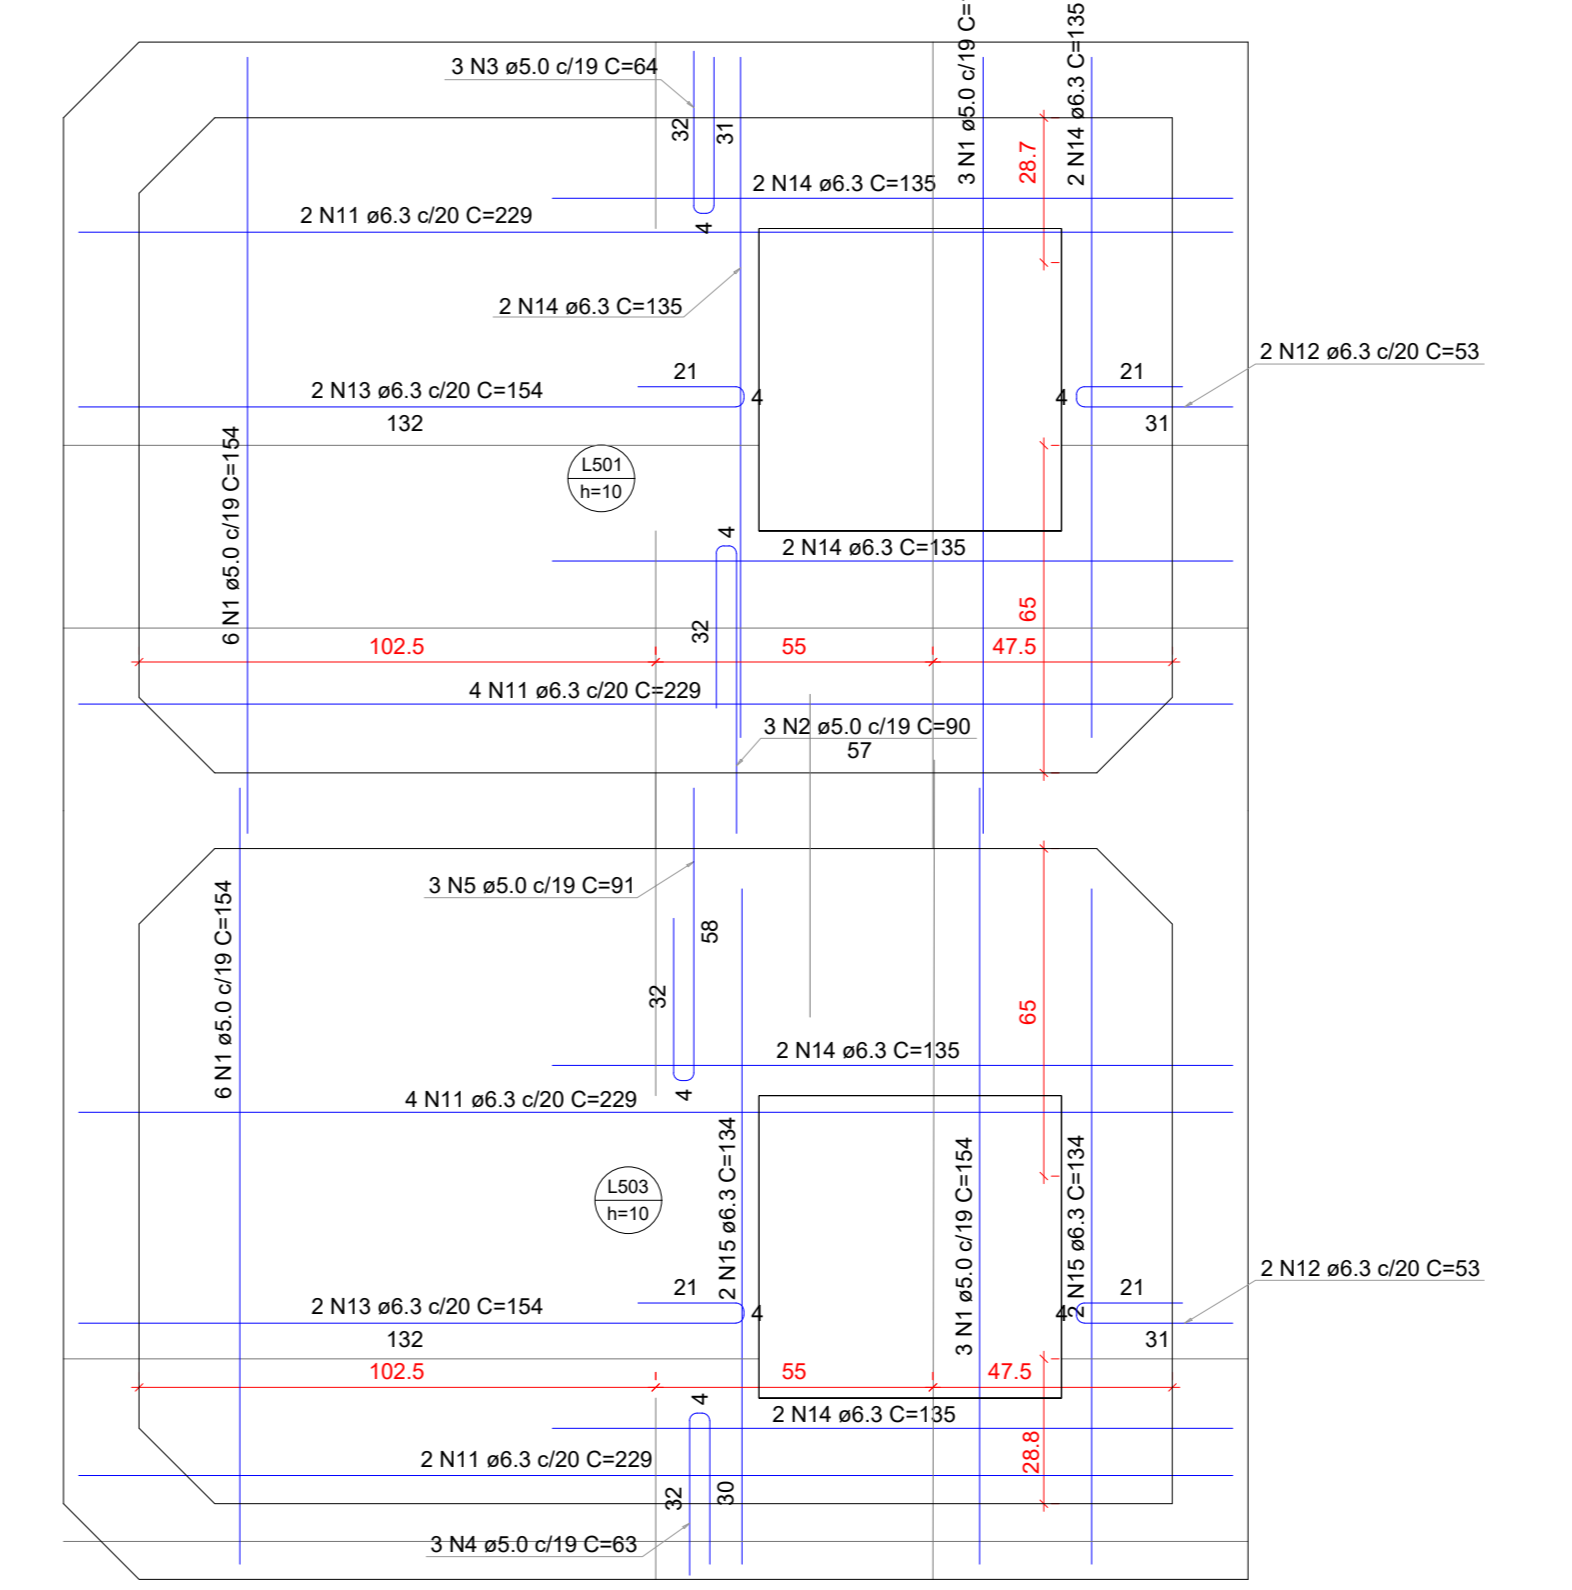 3 N3 ø5.0 c/19 C=64
3 N1 ø5.0 c/19 C=
2 N14 ø6.3 C=135
32
31
28.7
2 N14 ø6.3 C=135
2 N11 ø6.3 c/20 C=229
4
2 N14 ø6.3 C=135
2 N12 ø6.3 c/20 C=53
21
21
2 N13 ø6.3 c/20 C=154
4
4
132
31
6 N1 ø5.0 c/19 C=154
L501
h=10
4
2 N14 ø6.3 C=135
32
65
102.5
55
47.5
4 N11 ø6.3 c/20 C=229
3 N2 ø5.0 c/19 C=90
57
3 N5 ø5.0 c/19 C=91
58
6 N1 ø5.0 c/19 C=154
32
65
2 N14 ø6.3 C=135
4
4 N11 ø6.3 c/20 C=229
2 N15 ø6.3 C=134
3 N1 ø5.0 c/19 C=154
2 N15 ø6.3 C=134
L503
h=10
2 N12 ø6.3 c/20 C=53
21
21
2 N13 ø6.3 c/20 C=154
4
4
132
31
102.5
55
47.5
4
2 N14 ø6.3 C=135
28.8
2 N11 ø6.3 c/20 C=229
32
30
3 N4 ø5.0 c/19 C=63